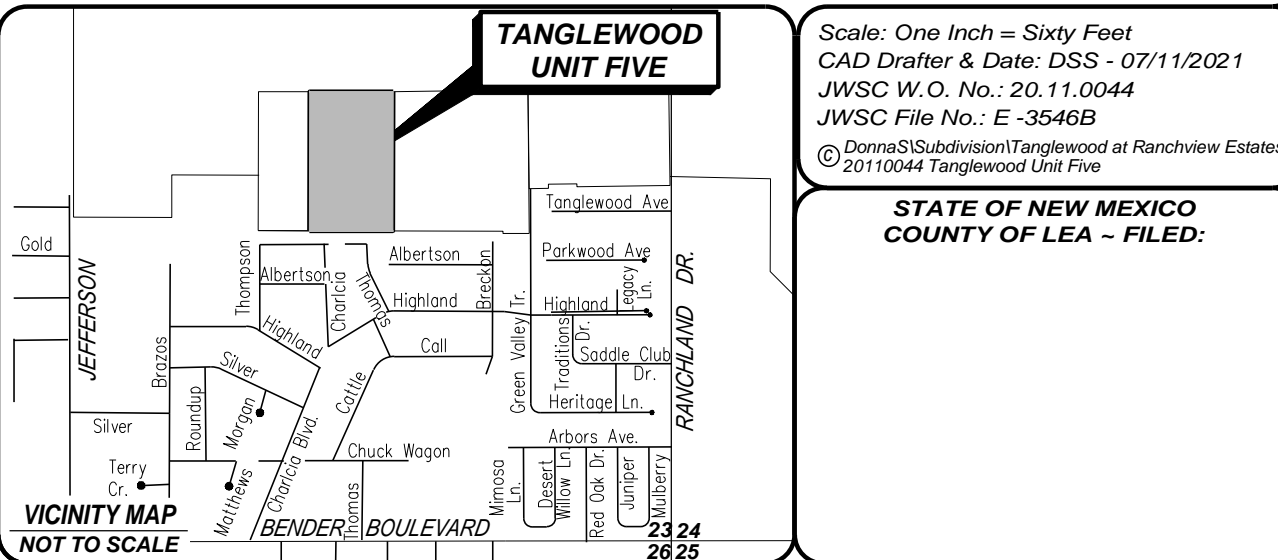 TANGLEWOOD
UNIT FIVE
Scale: One Inch = Sixty Feet
CAD Drafter & Date: DSS - 07/11/2021
JWSC W.O. No.: 20.11.0044
JWSC File No.: E -3546B
© DonnaS\Subdivision\Tanglewood at Ranchview Estates
20110044 Tanglewood Unit Five
STATE OF NEW MEXICO
COUNTY OF LEA ~ FILED:
Tanglewood Ave
Gold
JEFFERSON
Thompson
Albertson
Charlcia
Thomas
Albertson
Breckon
Parkwood Ave
Legacy
Ln.
RANCHLAND DR.
Highland
Highland
Highland
Green Valley Tr.
Traditions
Dr.
Call
Saddle Club
Dr.
Brazos
Silver
Cattle
Heritage Ln.
Roundup
Morgan
Silver
Charlcia Blvd.
Chuck Wagon
Arbors Ave.
Terry
Cr.
Matthews
Thomas
Mimosa
Ln.
Desert
Willow Ln.
Red Oak Dr.
Juniper
Mulberry
VICINITY MAP
NOT TO SCALE
BENDER BOULEVARD
23 24
26 25